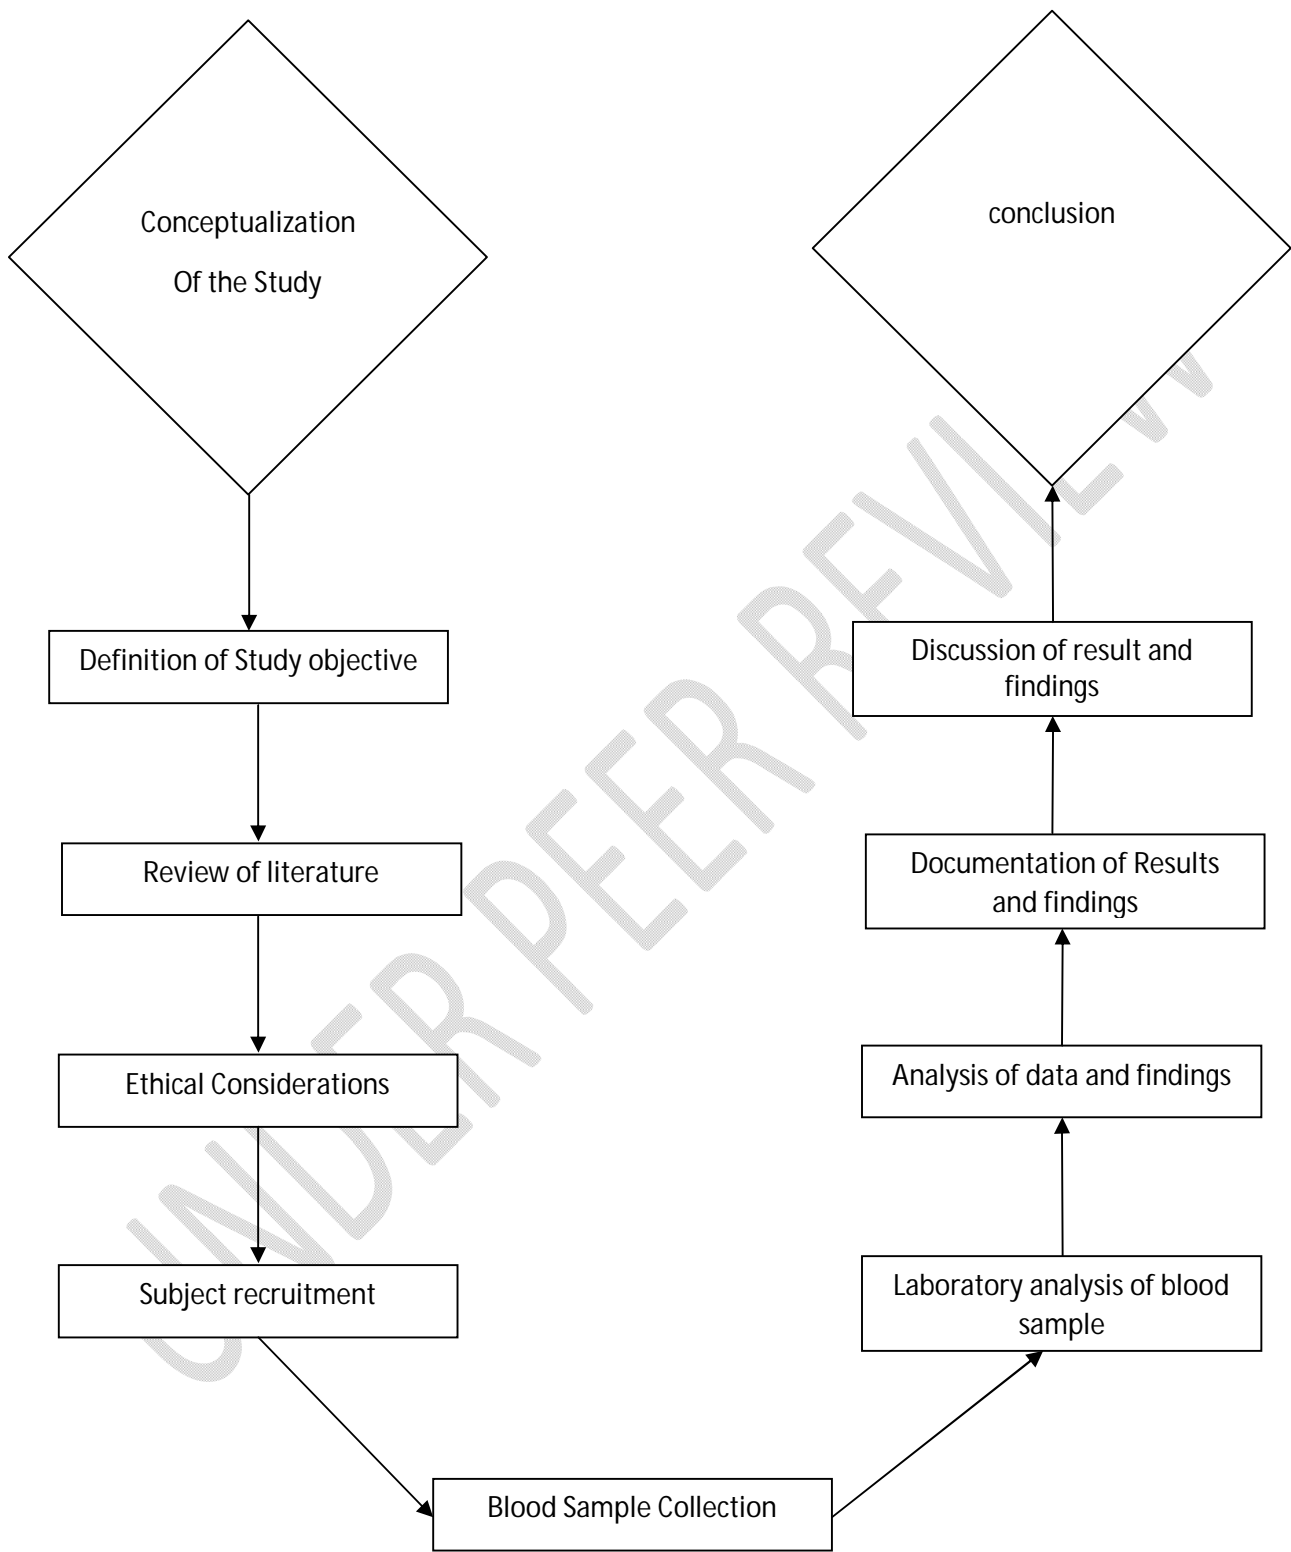 Conceptualization
Of the Study
Definition of Study objective
Review of literature
Ethical Considerations
Subject recruitment
Blood Sample Collection
Laboratory analysis of blood
sample
Analysis of data and findings
Documentation of Results
and findings
Discussion of result and
findings
conclusion
UNDER PEER REVIEW